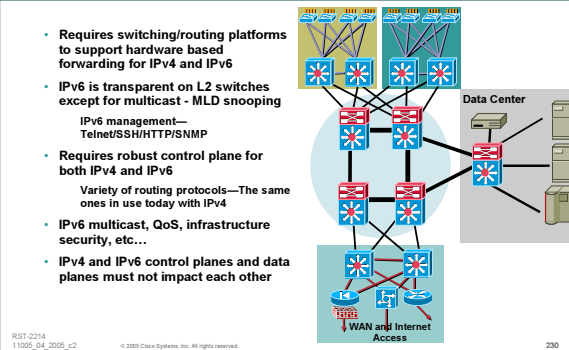 • Requires switching/routing platforms
to support hardware based
forwarding for IPv4 and IPv6
• IPv6 is transparent on L2 switches
except for multicast - MLD snooping
IPv6 management—
Telnet/SSH/HTTP/SNMP
• Requires robust control plane for
both IPv4 and IPv6
Variety of routing protocols—The same
ones in use today with IPv4
• IPv6 multicast, QoS, infrastructure
security, etc…
• IPv4 and IPv6 control planes and data
planes must not impact each other
Data Center
WAN and Internet
Access
RST-2214
11005_04_2005_c2
© 2005 Cisco Systems, Inc. All rights reserved.
230